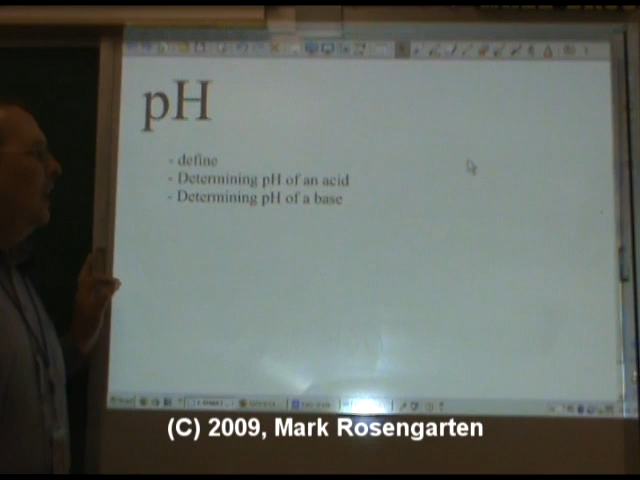 pH
- define
- Determining pH of an acid
- Determining pH of a base
(C) 2009, Mark Rosengarten